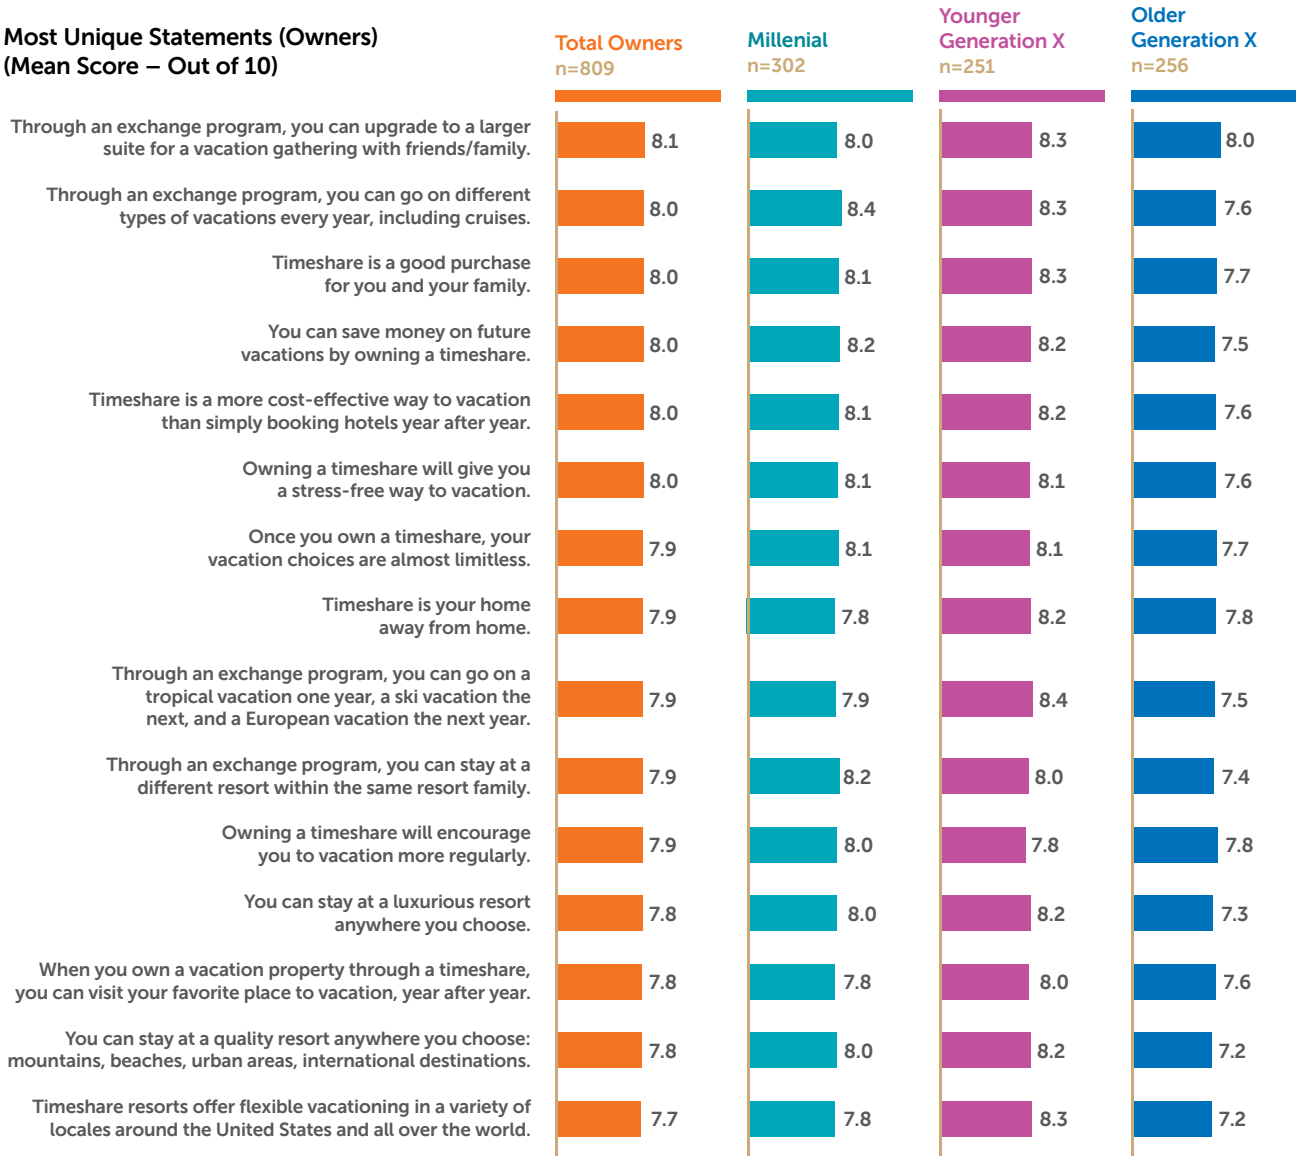 Most Unique Statements (Owners)
(Mean Score – Out of 10)
Total Owners
n=809
Millenial
n=302
Younger
Generation X
n=251
Older
Generation X
n=256
Through an exchange program, you can upgrade to a larger
suite for a vacation gathering with friends/family.
8.1
8.0
8.3
8.0
Through an exchange program, you can go on different
types of vacations every year, including cruises.
8.0
8.4
8.3
7.6
Timeshare is a good purchase
for you and your family.
8.0
8.1
8.3
7.7
You can save money on future
vacations by owning a timeshare.
8.0
8.2
8.2
7.5
Timeshare is a more cost-effective way to vacation
than simply booking hotels year after year.
8.0
8.1
8.2
7.6
Owning a timeshare will give you
a stress-free way to vacation.
8.0
8.1
8.1
7.6
Once you own a timeshare, your
vacation choices are almost limitless.
7.9
8.1
8.1
7.7
Timeshare is your home
away from home.
7.9
7.8
8.2
7.8
Through an exchange program, you can go on a
tropical vacation one year, a ski vacation the
next, and a European vacation the next year.
7.9
7.9
8.4
7.5
Through an exchange program, you can stay at a
different resort within the same resort family.
7.9
8.2
8.0
7.4
Owning a timeshare will encourage
you to vacation more regularly.
7.9
8.0
7.8
7.8
You can stay at a luxurious resort
anywhere you choose.
7.8
8.0
8.2
7.3
When you own a vacation property through a timeshare,
you can visit your favorite place to vacation, year after year.
7.8
7.8
8.0
7.6
You can stay at a quality resort anywhere you choose:
mountains, beaches, urban areas, international destinations.
7.8
8.0
8.2
7.2
Timeshare resorts offer flexible vacationing in a variety of
locales around the United States and all over the world.
7.7
7.8
8.3
7.2